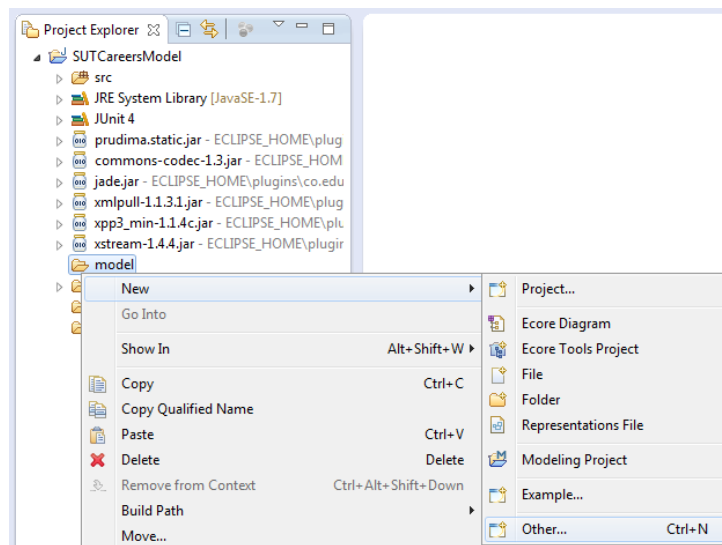 Project Explorer
SUTCareersModel
src
JRE System Library [JavaSE-1.7]
JUnit 4
prudima.static.jar - ECLIPSE_HOME\plug
commons-codec-1.3.jar - ECLIPSE_HOM
jade.jar - ECLIPSE_HOME\plugins\co.edu
xmlpull-1.1.3.1.jar - ECLIPSE_HOME\plug
xpp3_min-1.1.4c.jar - ECLIPSE_HOME\plu
xstream-1.4.4.jar - ECLIPSE_HOME\plugin
model
New
Go Into
Show In Alt+Shift+W
Copy Ctrl+C
Copy Qualified Name
Paste Ctrl+V
Delete Delete
Remove from Context Ctrl+Alt+Shift+Down
Build Path
Move...
Project...
Ecore Diagram
Ecore Tools Project
File
Folder
Representations File
Modeling Project
Example...
Other... Ctrl+N